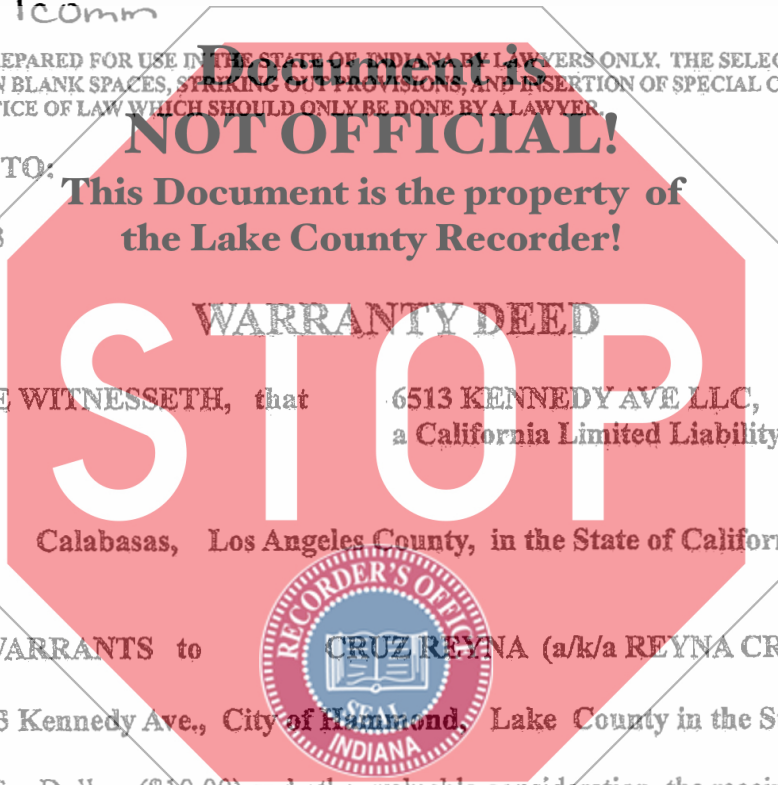 Icomm
EPARED FOR USE IN THE STATE OF INDIANA BY LAWYERS ONLY. THE SELEC
N BLANK SPACES, STRIKING OUT PROVISIONS, AND INSERTION OF SPECIAL C
TICE OF LAW WHICH SHOULD ONLY BE DONE BY A LAWYER.
Document is
NOT OFFICIAL!
TO:
This Document is the property of
the Lake County Recorder!
WARRANTY DEED
STOP
E WITNESSETH, that 6513 KENNEDY AVE LLC,
a California Limited Liability
Calabasas, Los Angeles County, in the State of Califor
RECORDER'S OFFICE
WARRANTS to CRUZ REYNA (a/k/a REYNA CR
SEAL
Kennedy Ave., City of Hammond, Lake County in the S
INDIANA